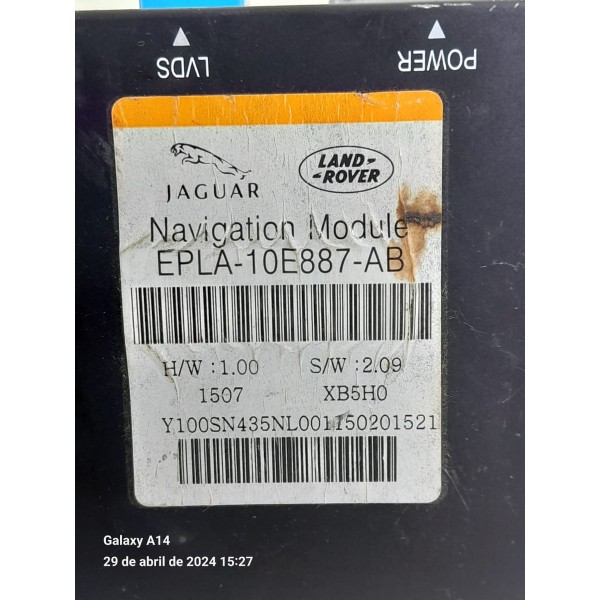 LVDS POWER
JAGUAR
LAND-
-ROVER
Navigation Module
EPLA-10E887-AB
H/W :1.00 S/W :2.09
1507 XB5H0
Y100SN435NL001150201521
Galaxy A14
29 de abril de 2024 15:27